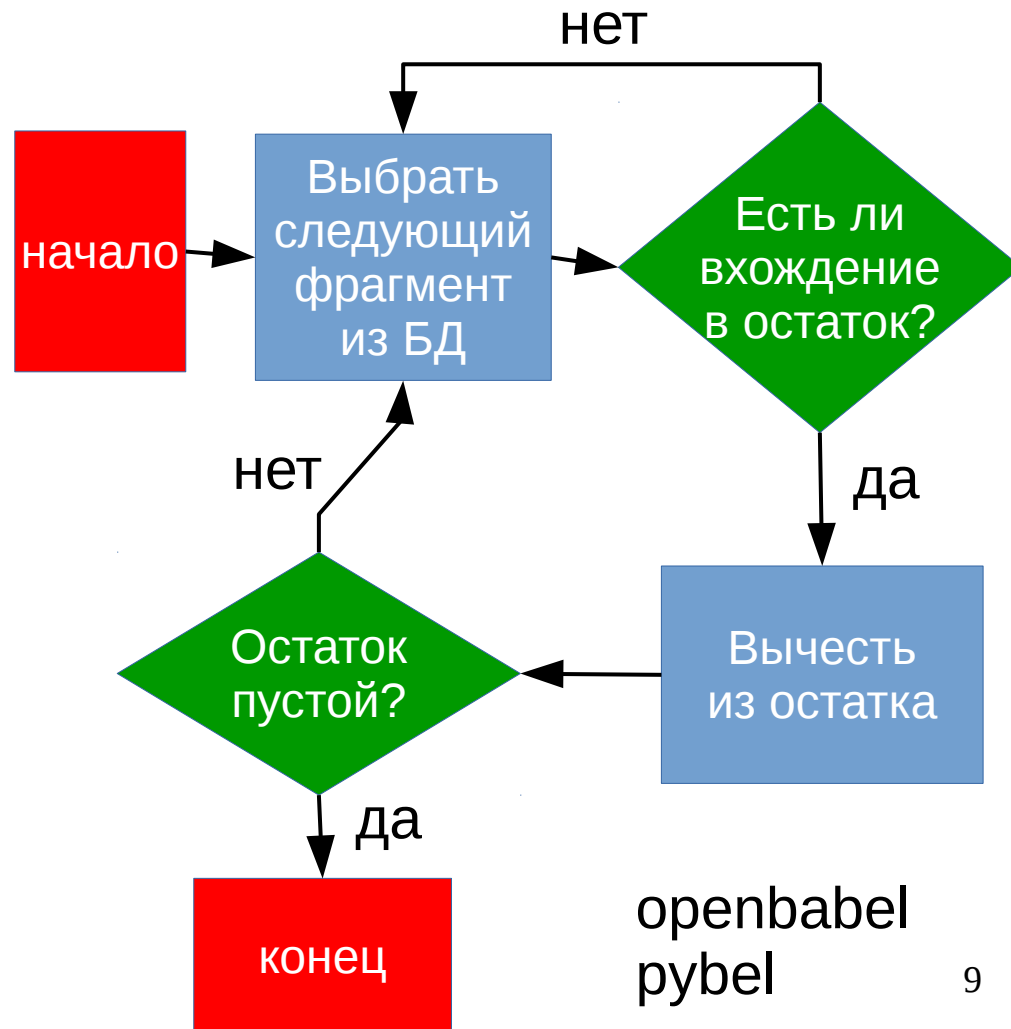 нет
начало
Выбрать
следующий
фрагмент
из БД
Есть ли
вхождение
в остаток?
нет
да
Остаток
пустой?
Вычесть
из остатка
да
конец
openbabel
pybel
9